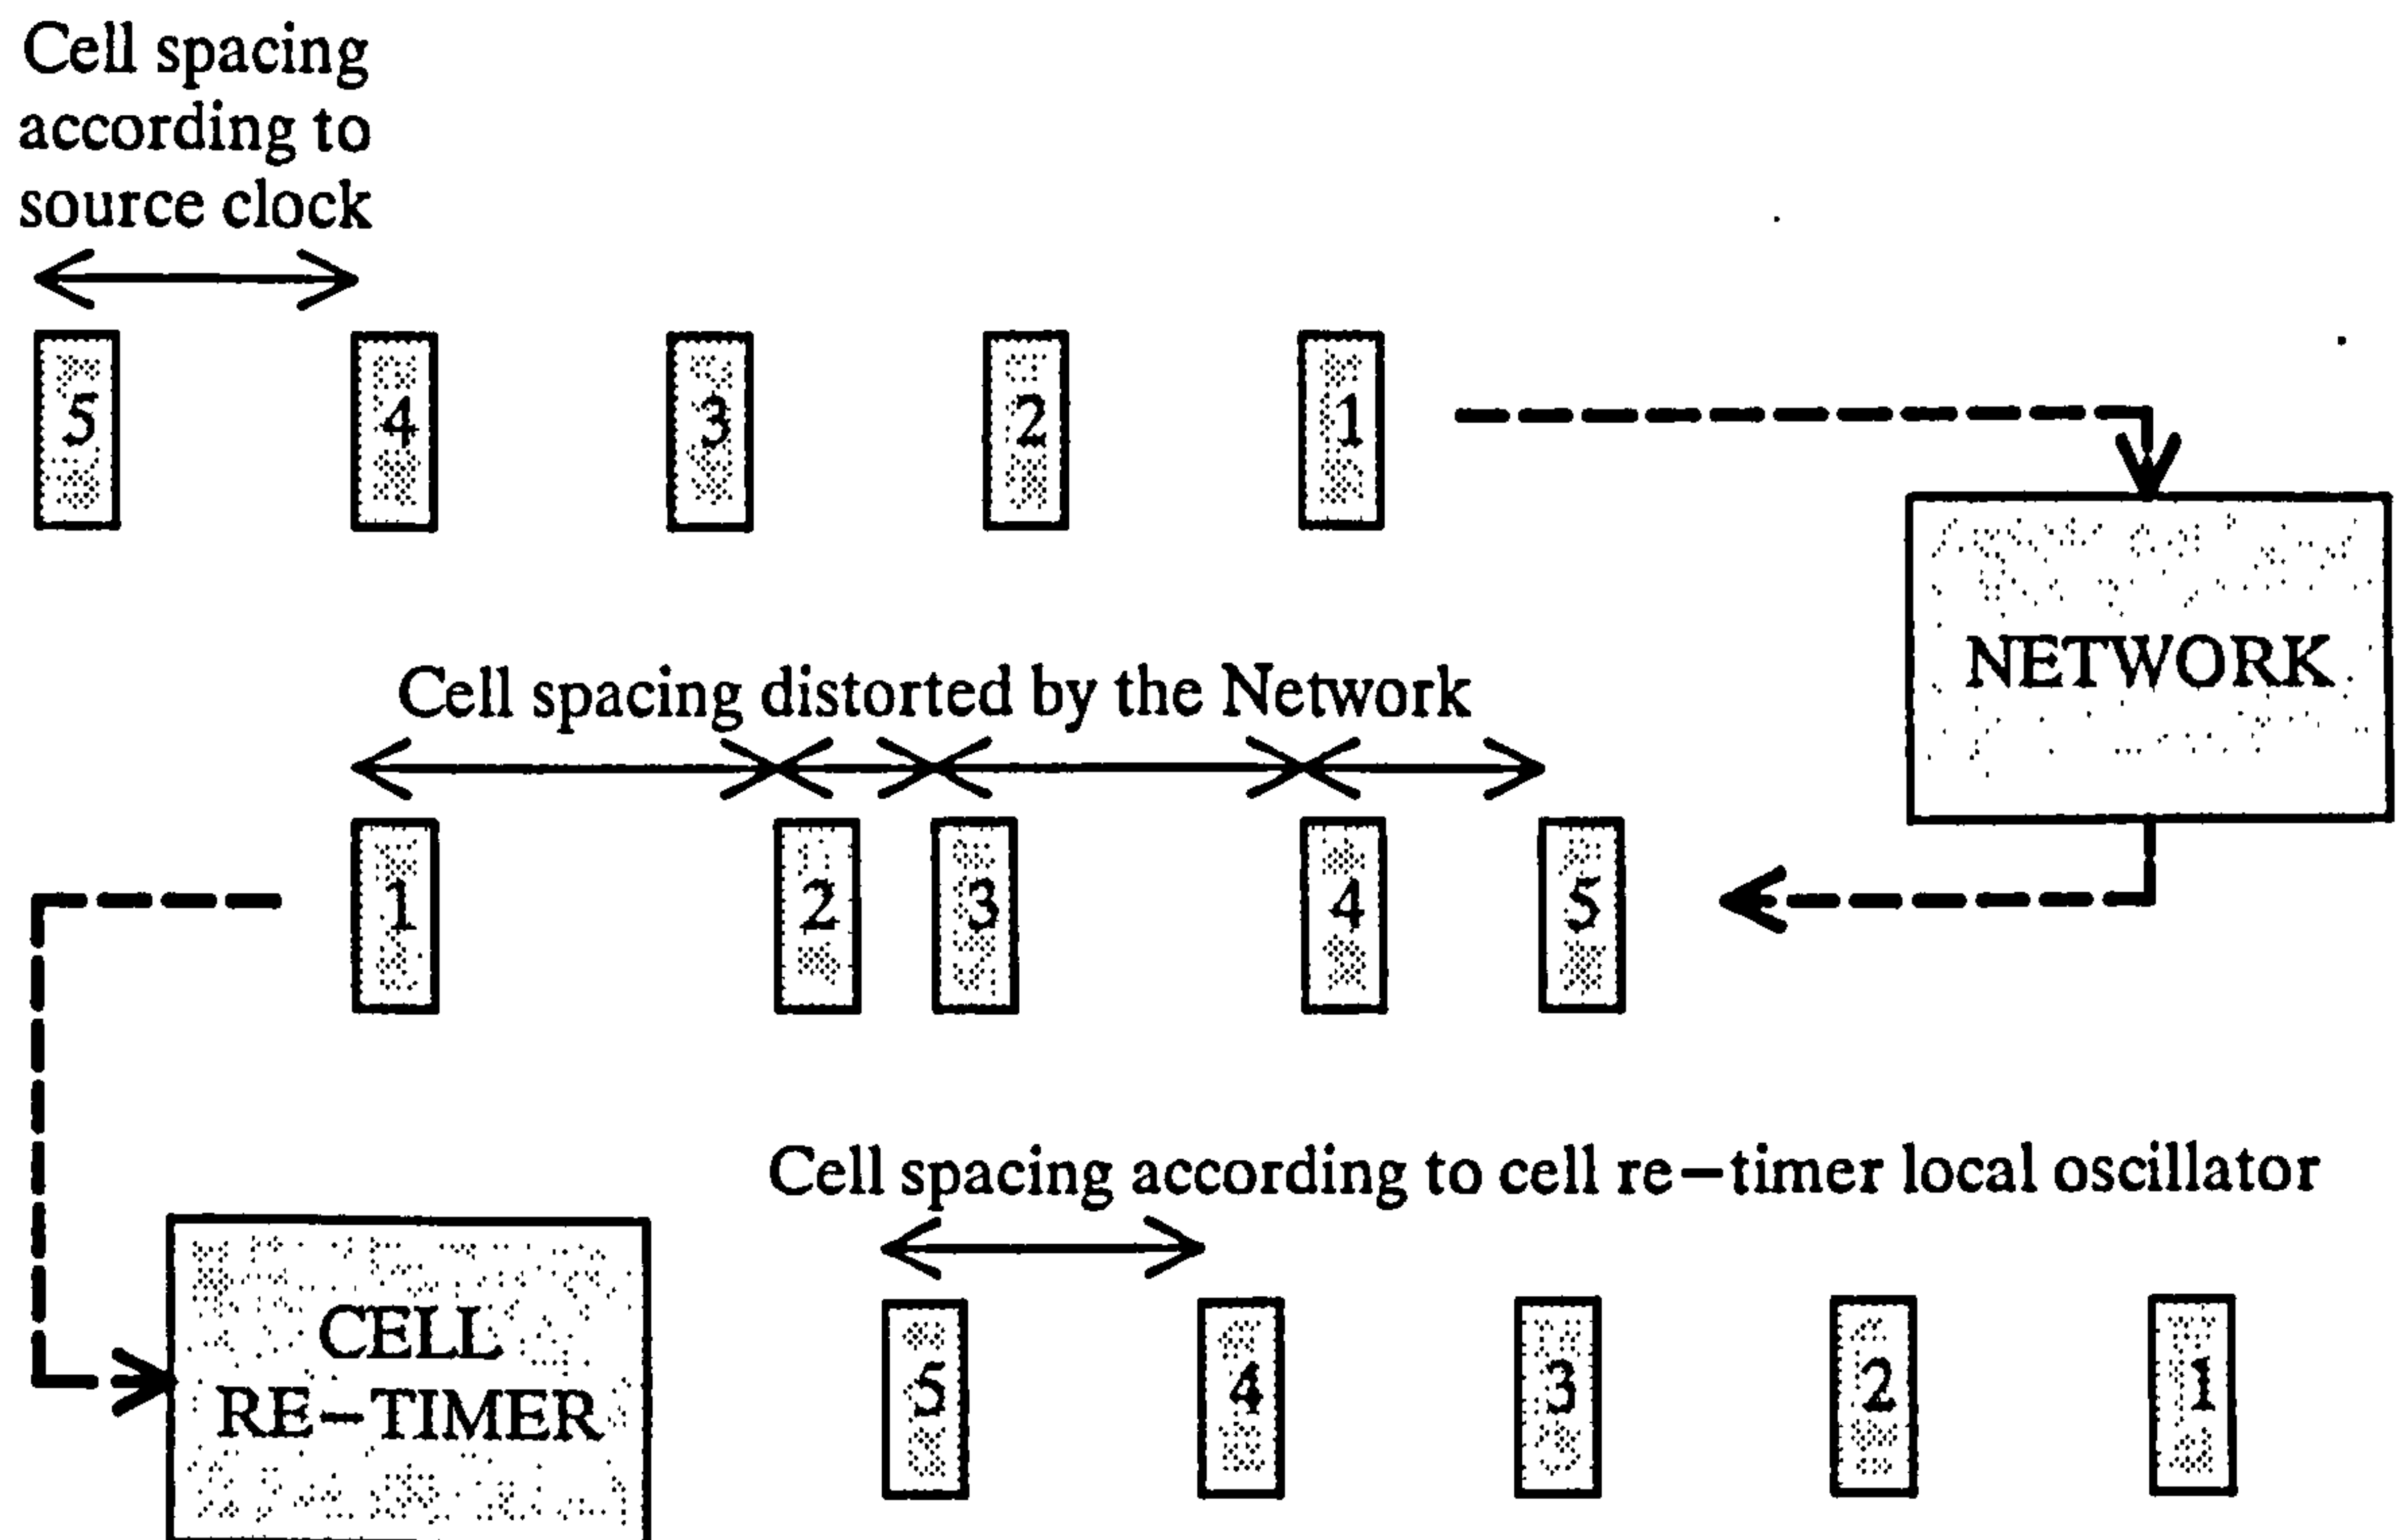 Cell spacing
according to
source clock
5 4 3 2 1
NETWORK
Cell spacing distorted by the Network
1 2 3 4 5
Cell spacing according to cell re-timer local oscillator
CELL
RE-TIMER
5 4 3 2 1